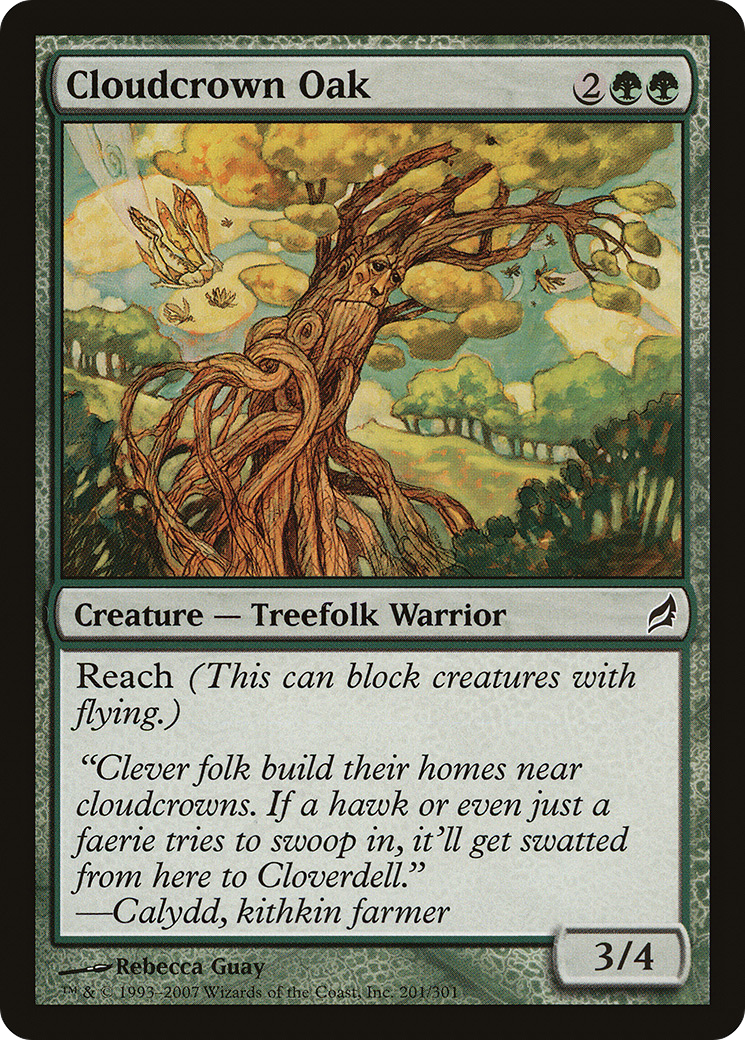 Cloudcrown Oak 2
Creature — Treefolk Warrior
Reach (This can block creatures with
flying.)
“Clever folk build their homes near
cloudcrowns. If a hawk or even just a
faerie tries to swoop in, it’ll get swatted
from here to Cloverdell.”
—Calydd, kithkin farmer
3/4
Rebecca Guay
™ & © 1993–2007 Wizards of the Coast, Inc. 201/301